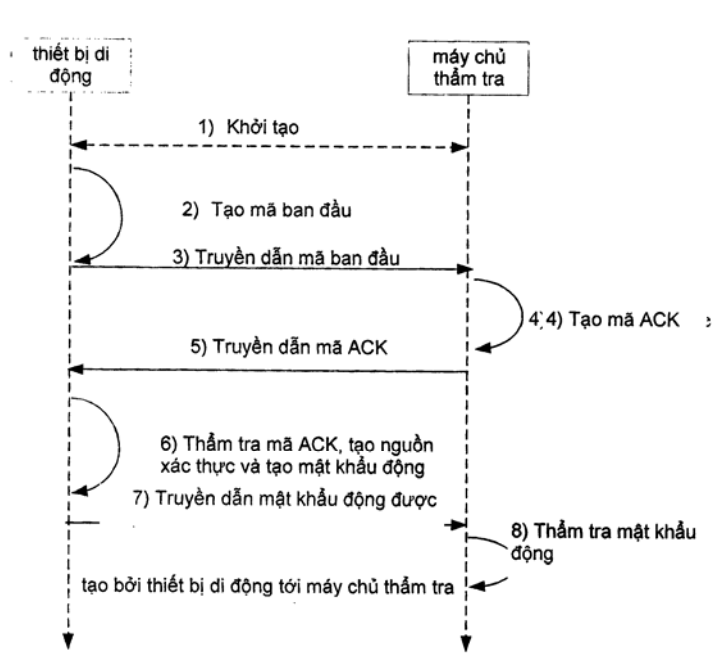 thiết bị di
động
máy chủ
thẩm tra
1) Khởi tạo
2) Tạo mã ban đầu
3) Truyền dẫn mã ban đầu
4 4) Tạo mã ACK
5) Truyền dẫn mã ACK
6) Thẩm tra mã ACK, tạo nguồn
xác thực và tạo mật khẩu động
7) Truyền dẫn mật khẩu động được
8) Thẩm tra mật khẩu
động
tạo bởi thiết bị di động tới máy chủ thẩm tra